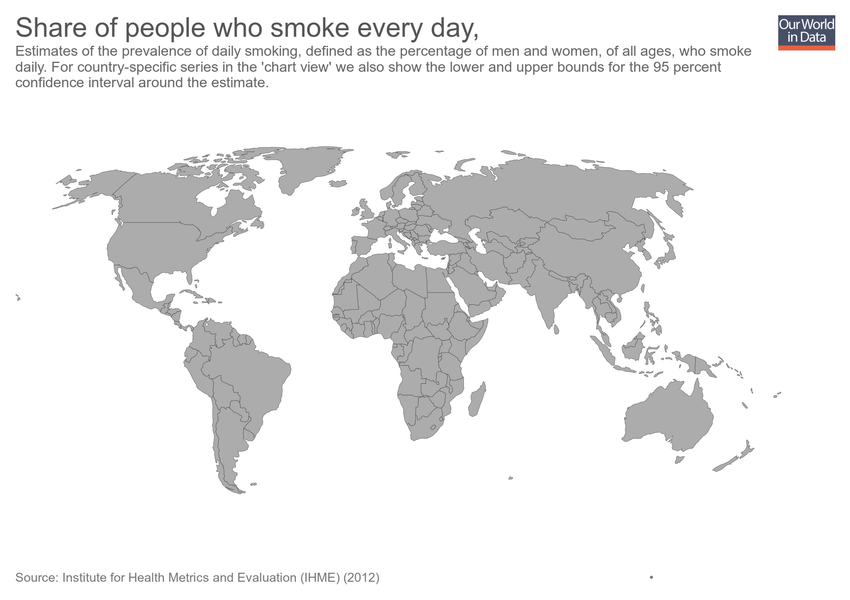 Share of people who smoke every day,
Our World
in Data
Estimates of the prevalence of daily smoking, defined as the percentage of men and women, of all ages, who smoke
daily. For country-specific series in the 'chart view' we also show the lower and upper bounds for the 95 percent
confidence interval around the estimate.
Source: Institute for Health Metrics and Evaluation (IHME) (2012)
•